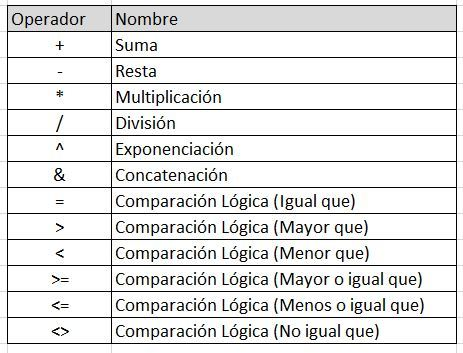 Operador Nombre
+ Suma
- Resta
* Multiplicación
/ División
^ Exponenciación
& Concatenación
= Comparación Lógica (Igual que)
> Comparación Lógica (Mayor que)
< Comparación Lógica (Menor que)
>= Comparación Lógica (Mayor o igual que)
<= Comparación Lógica (Menos o igual que)
<> Comparación Lógica (No igual que)